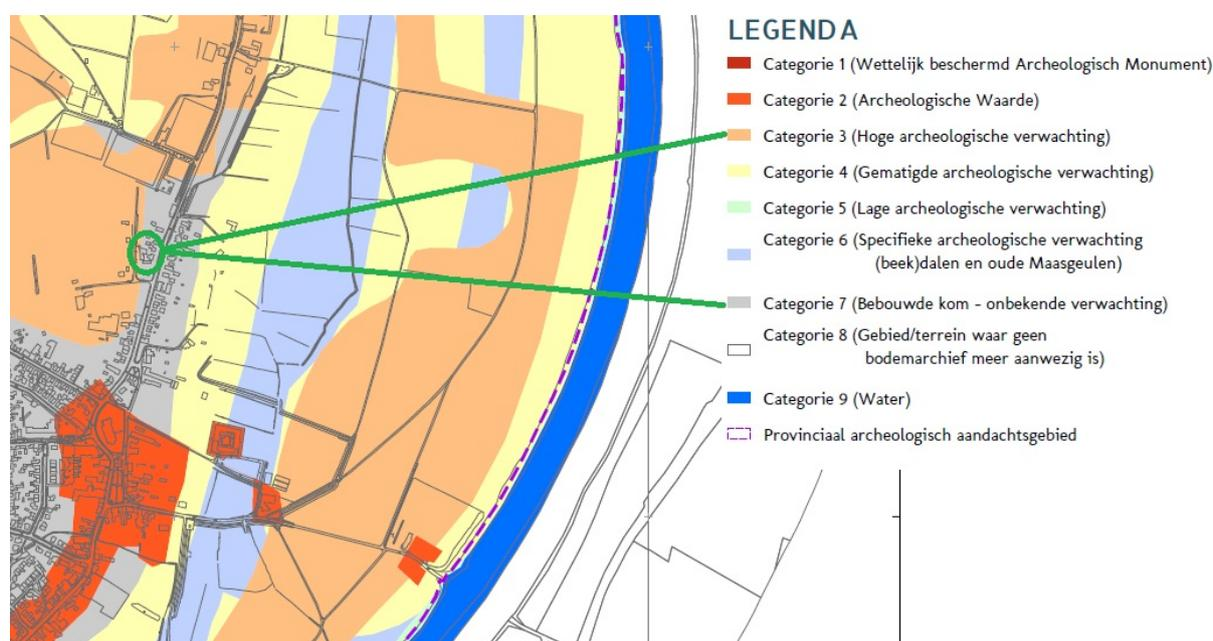 LEGENDA
Categorie 1 (Wettelijk beschermd Archeologisch Monument)
Categorie 2 (Archeologische Waarde)
Categorie 3 (Hoge archeologische verwachting)
Categorie 4 (Gematigde archeologische verwachting)
Categorie 5 (Lage archeologische verwachting)
Categorie 6 (Specifieke archeologische verwachting
(beek)dalen en oude Maasgeulen)
Categorie 7 (Bebouwde kom - onbekende verwachting)
Categorie 8 (Gebied/terrein waar geen
bodemarchief meer aanwezig is)
Categorie 9 (Water)
Provinciaal archeologisch aandachtsgebied